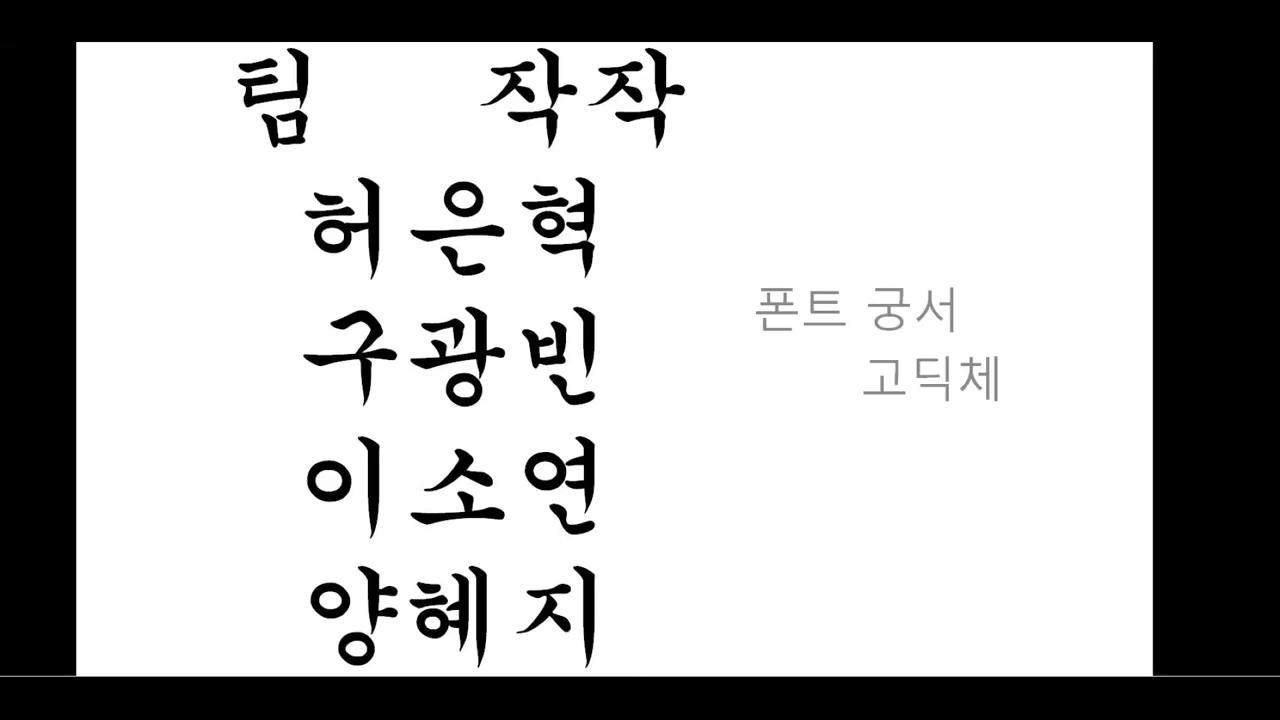 팀 작작
허은혁
구광빈
이소연
양혜지
폰트 궁서
고딕체